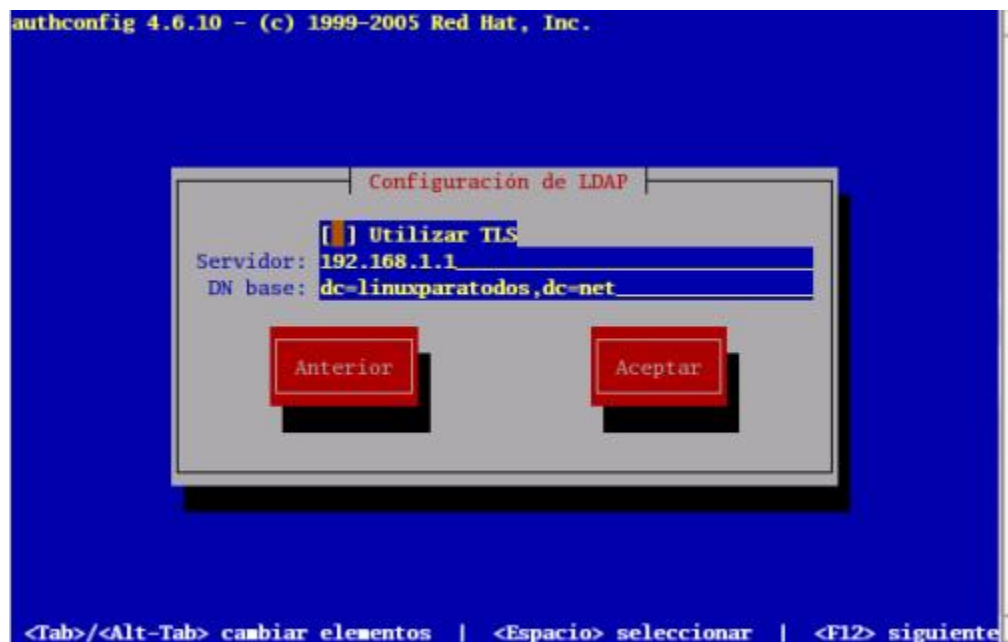 authconfig 4.6.10 - (c) 1999-2005 Red Hat, Inc.
Configuración de LDAP
[ ] Utilizar TLS
Servidor: 192.168.1.1
DN base: dc=linuxparatodos,dc=net
Anterior Aceptar
<Tab>/<Alt-Tab> cambiar elementos | <Espacio> seleccionar | <F12> siguiente